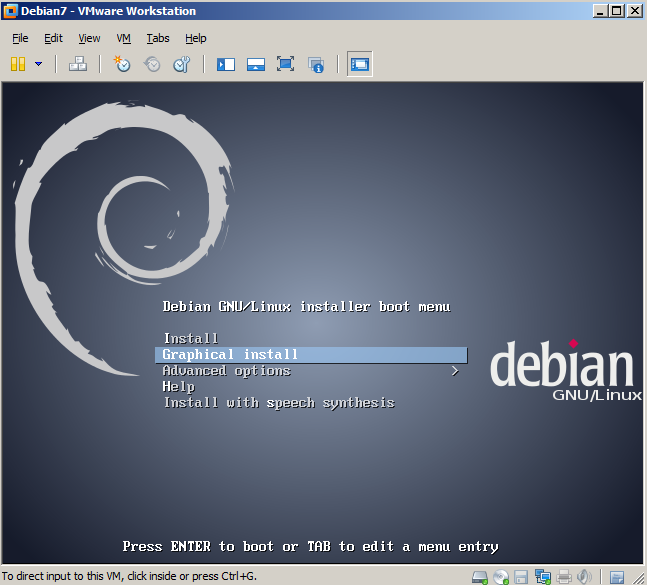 Debian7 - VMware Workstation
File Edit View VM Tabs Help
Debian GNU/Linux installer boot menu
Install
Graphical install
Advanced options >
Help
Install with speech synthesis
debian
GNU/Linux
Press ENTER to boot or TAB to edit a menu entry
To direct input to this VM, click inside or press Ctrl+G.